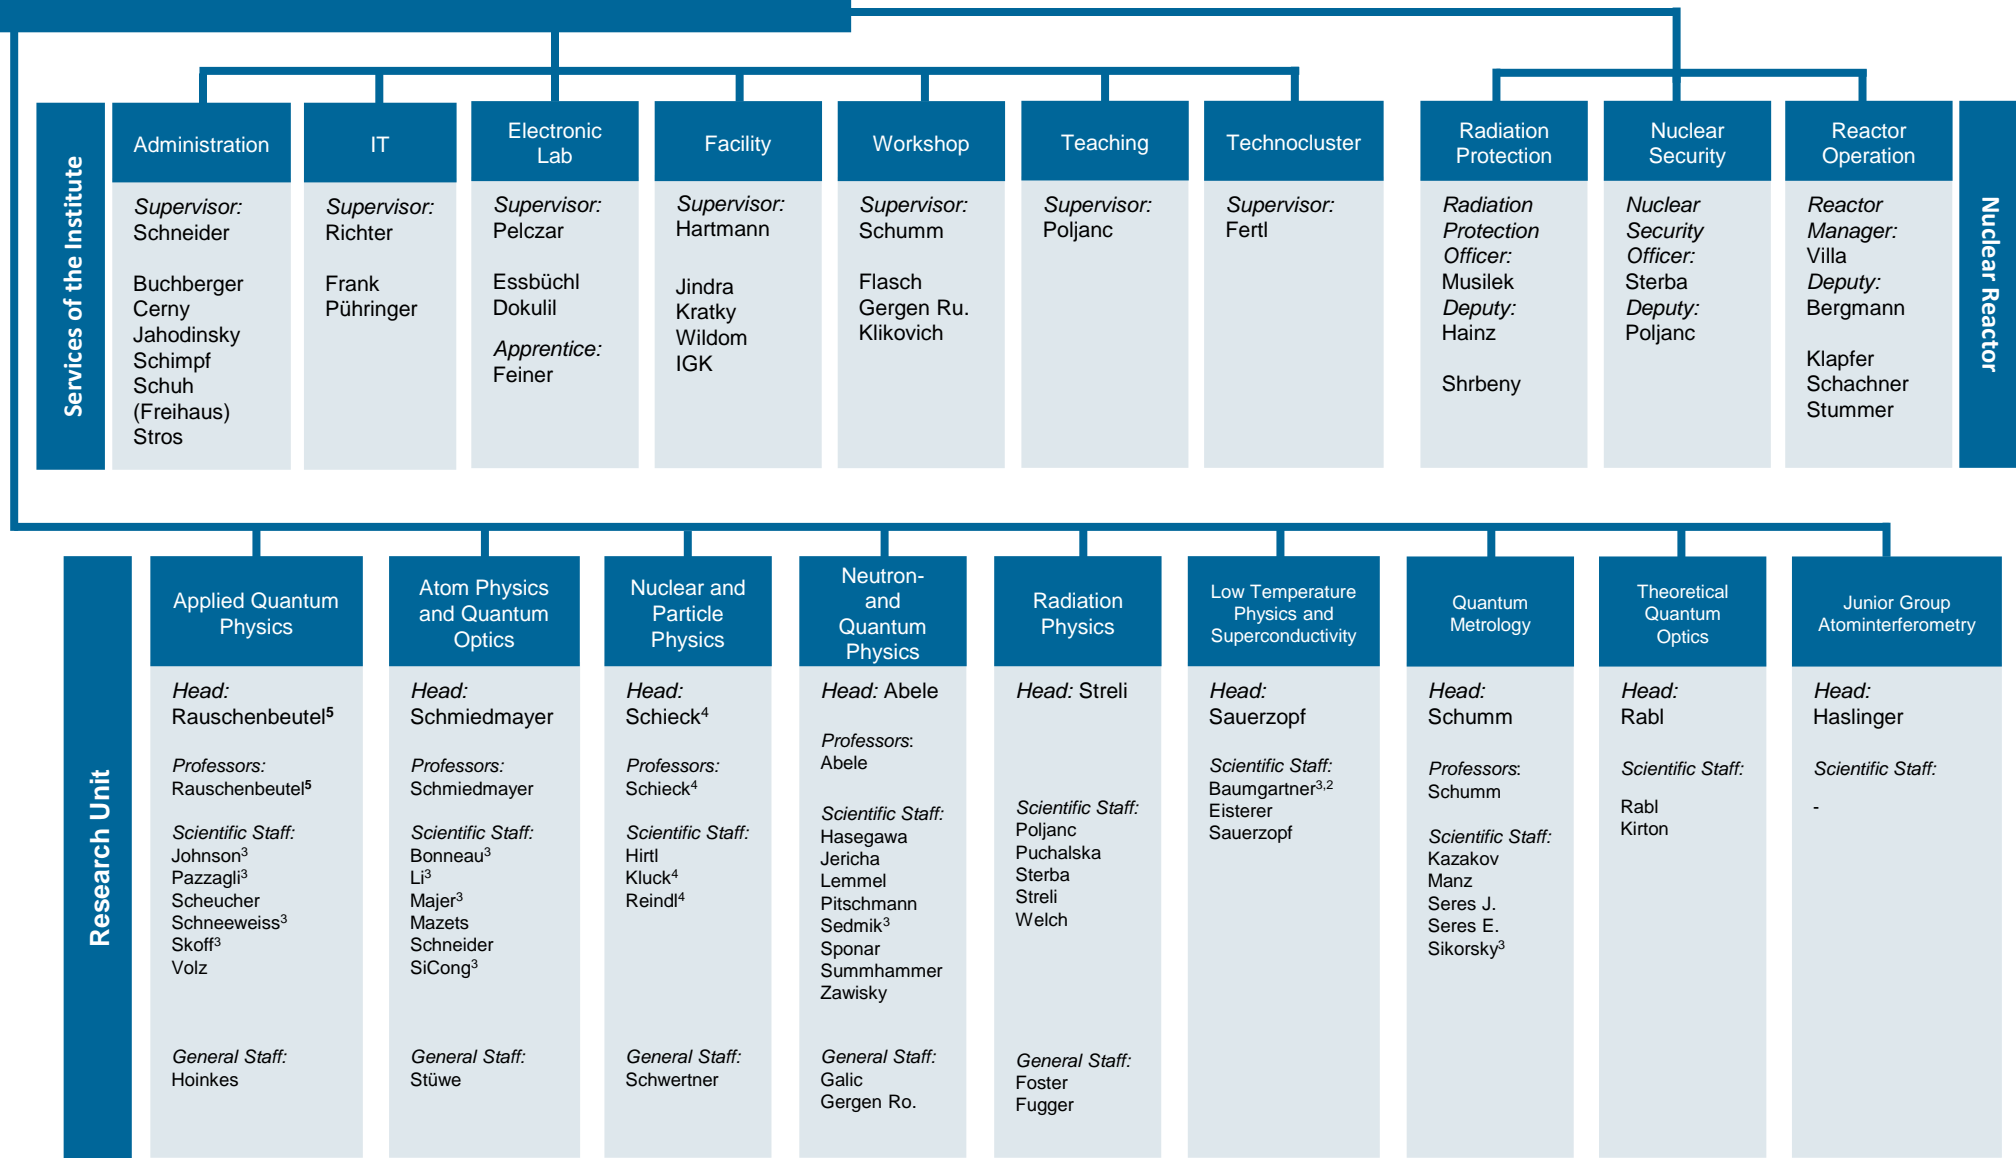 Services of the Institute
Administration
Supervisor:
Schneider
Buchberger
Cerny
Jahodinsky
Schimpf
Schuh
(Freihaus)
Stros
IT
Supervisor:
Richter
Frank
Pühringer
Electronic
Lab
Supervisor:
Pelczar
Essbüchl
Dokulil
Apprentice:
Feiner
Facility
Supervisor:
Hartmann
Jindra
Kratky
Wildom
IGK
Workshop
Supervisor:
Schumm
Flasch
Gergen Ru.
Klikovich
Teaching
Supervisor:
Poljanc
Technocluster
Supervisor:
Fertl
Radiation
Protection
Radiation
Protection
Officer:
Musilek
Deputy:
Hainz
Shrbeny
Nuclear
Security
Nuclear
Security
Officer:
Sterba
Deputy:
Poljanc
Reactor
Operation
Reactor
Manager:
Villa
Deputy:
Bergmann
Klapfer
Schachner
Stummer
Nuclear Reactor
Research Unit
Applied Quantum
Physics
Head:
Rauschenbeutel⁵
Professors:
Rauschenbeutel⁵
Scientific Staff:
Johnson³
Pazzagli³
Scheucher
Schneeweiss³
Skoff³
Volz
General Staff:
Hoinkes
Atom Physics
and Quantum
Optics
Head:
Schmiedmayer
Professors:
Schmiedmayer
Scientific Staff:
Bonneau³
Li³
Majer³
Mazets
Schneider
SiCong³
General Staff:
Stüwe
Nuclear and
Particle
Physics
Head:
Schieck⁴
Professors:
Schieck⁴
Scientific Staff:
Hirtl
Kluck⁴
Reindl⁴
General Staff:
Schwertner
Neutron-
and
Quantum
Physics
Head: Abele
Professors:
Abele
Scientific Staff:
Hasegawa
Jericha
Lemmel
Pitschmann
Sedmik³
Sponar
Summhammer
Zawisky
General Staff:
Galic
Gergen Ro.
Radiation
Physics
Head: Streli
Scientific Staff:
Poljanc
Puchalska
Sterba
Streli
Welch
General Staff:
Foster
Fugger
Low Temperature
Physics and
Superconductivity
Head:
Sauerzopf
Scientific Staff:
Baumgartner³,²
Eisterer
Sauerzopf
Quantum
Metrology
Head:
Schumm
Professors:
Schumm
Scientific Staff:
Kazakov
Manz
Seres J.
Seres E.
Sikorsky³
Theoretical
Quantum
Optics
Head:
Rabl
Scientific Staff:
Rabl
Kirton
Junior Group
Atominterferometry
Head:
Haslinger
Scientific Staff:
-